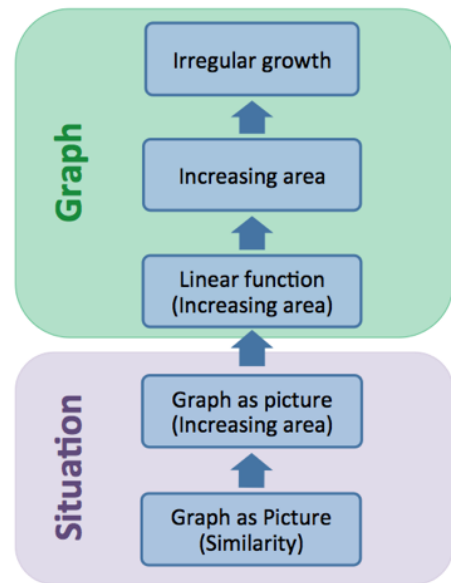 Graph
Irregular growth
Increasing area
Linear function
(Increasing area)
Situation
Graph as picture
(Increasing area)
Graph as Picture
(Similarity)